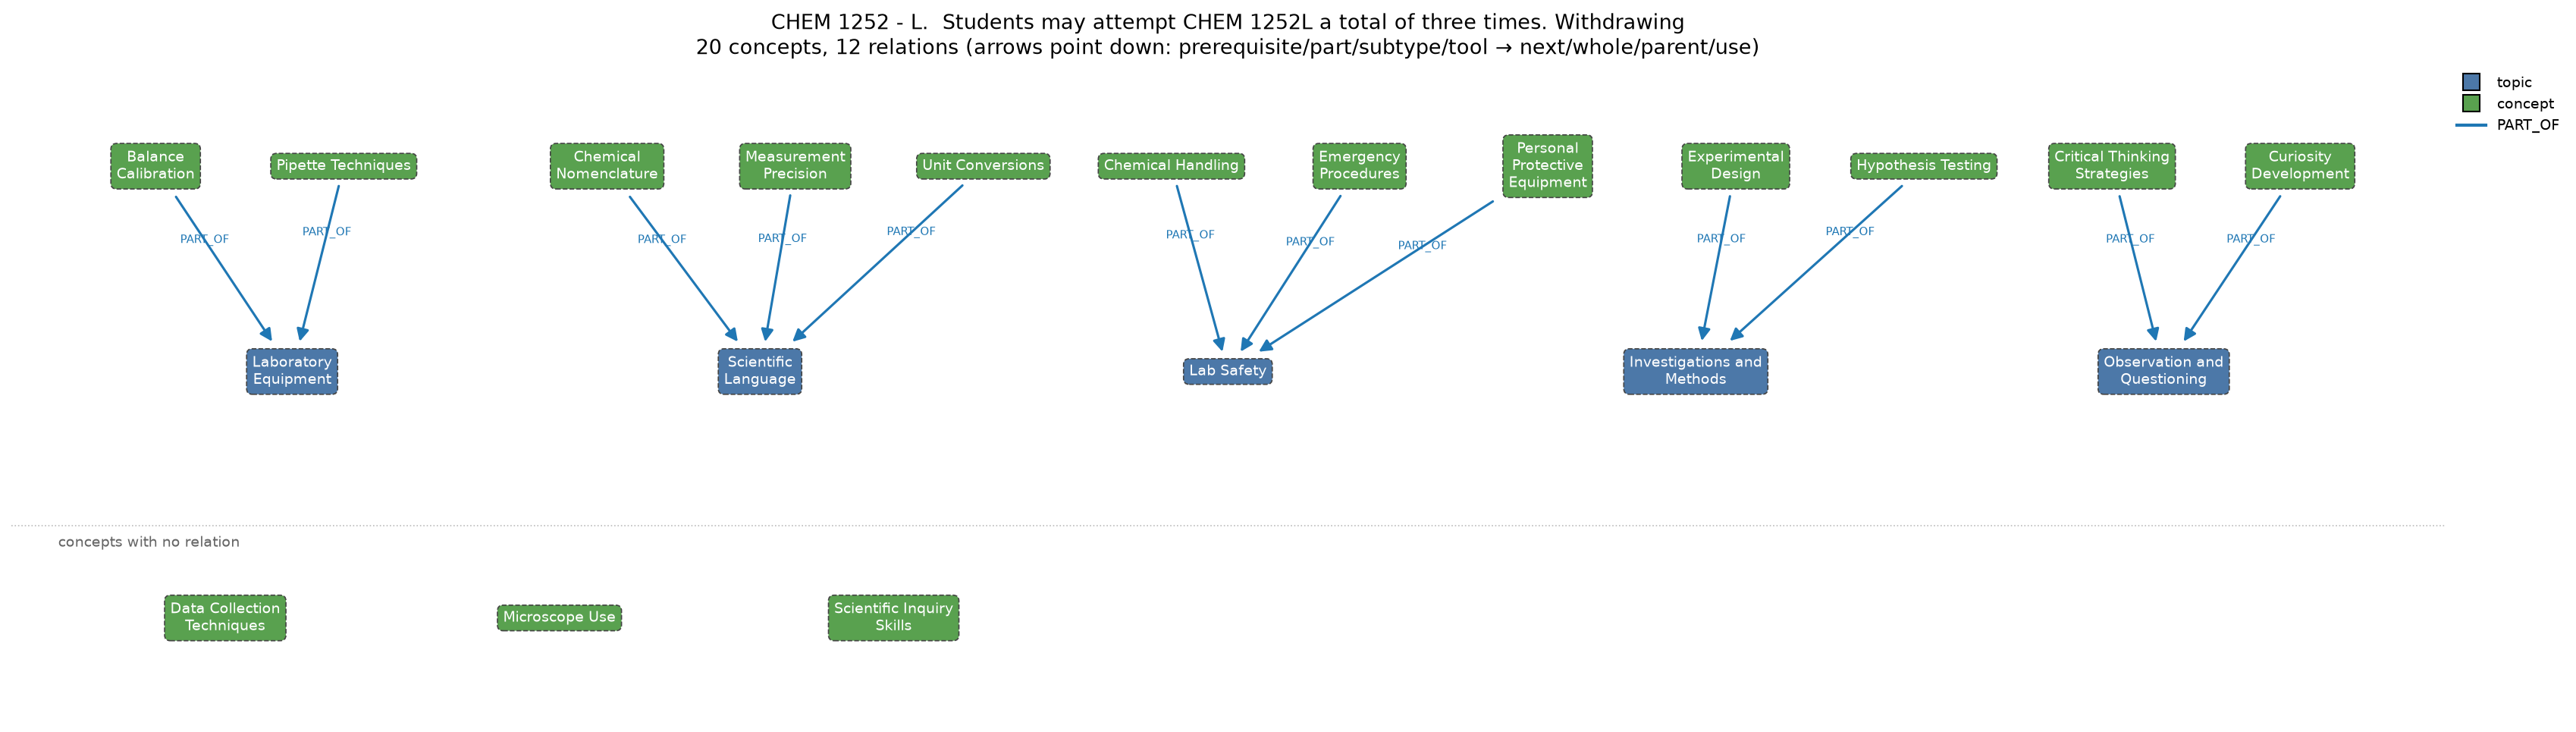 CHEM 1252 - L.  Students may attempt CHEM 1252L a total of three times. Withdrawing
20 concepts, 12 relations (arrows point down: prerequisite/part/subtype/tool → next/whole/parent/use)
topic
concept
PART_OF
Balance
Calibration
Pipette Techniques
Chemical
Nomenclature
Measurement
Precision
Unit Conversions
Chemical Handling
Emergency
Procedures
Personal
Protective
Equipment
Experimental
Design
Hypothesis Testing
Critical Thinking
Strategies
Curiosity
Development
PART_OF
PART_OF
PART_OF
PART_OF
PART_OF
PART_OF
PART_OF
PART_OF
PART_OF
PART_OF
PART_OF
PART_OF
Laboratory
Equipment
Scientific
Language
Lab Safety
Investigations and
Methods
Observation and
Questioning
concepts with no relation
Data Collection
Techniques
Microscope Use
Scientific Inquiry
Skills